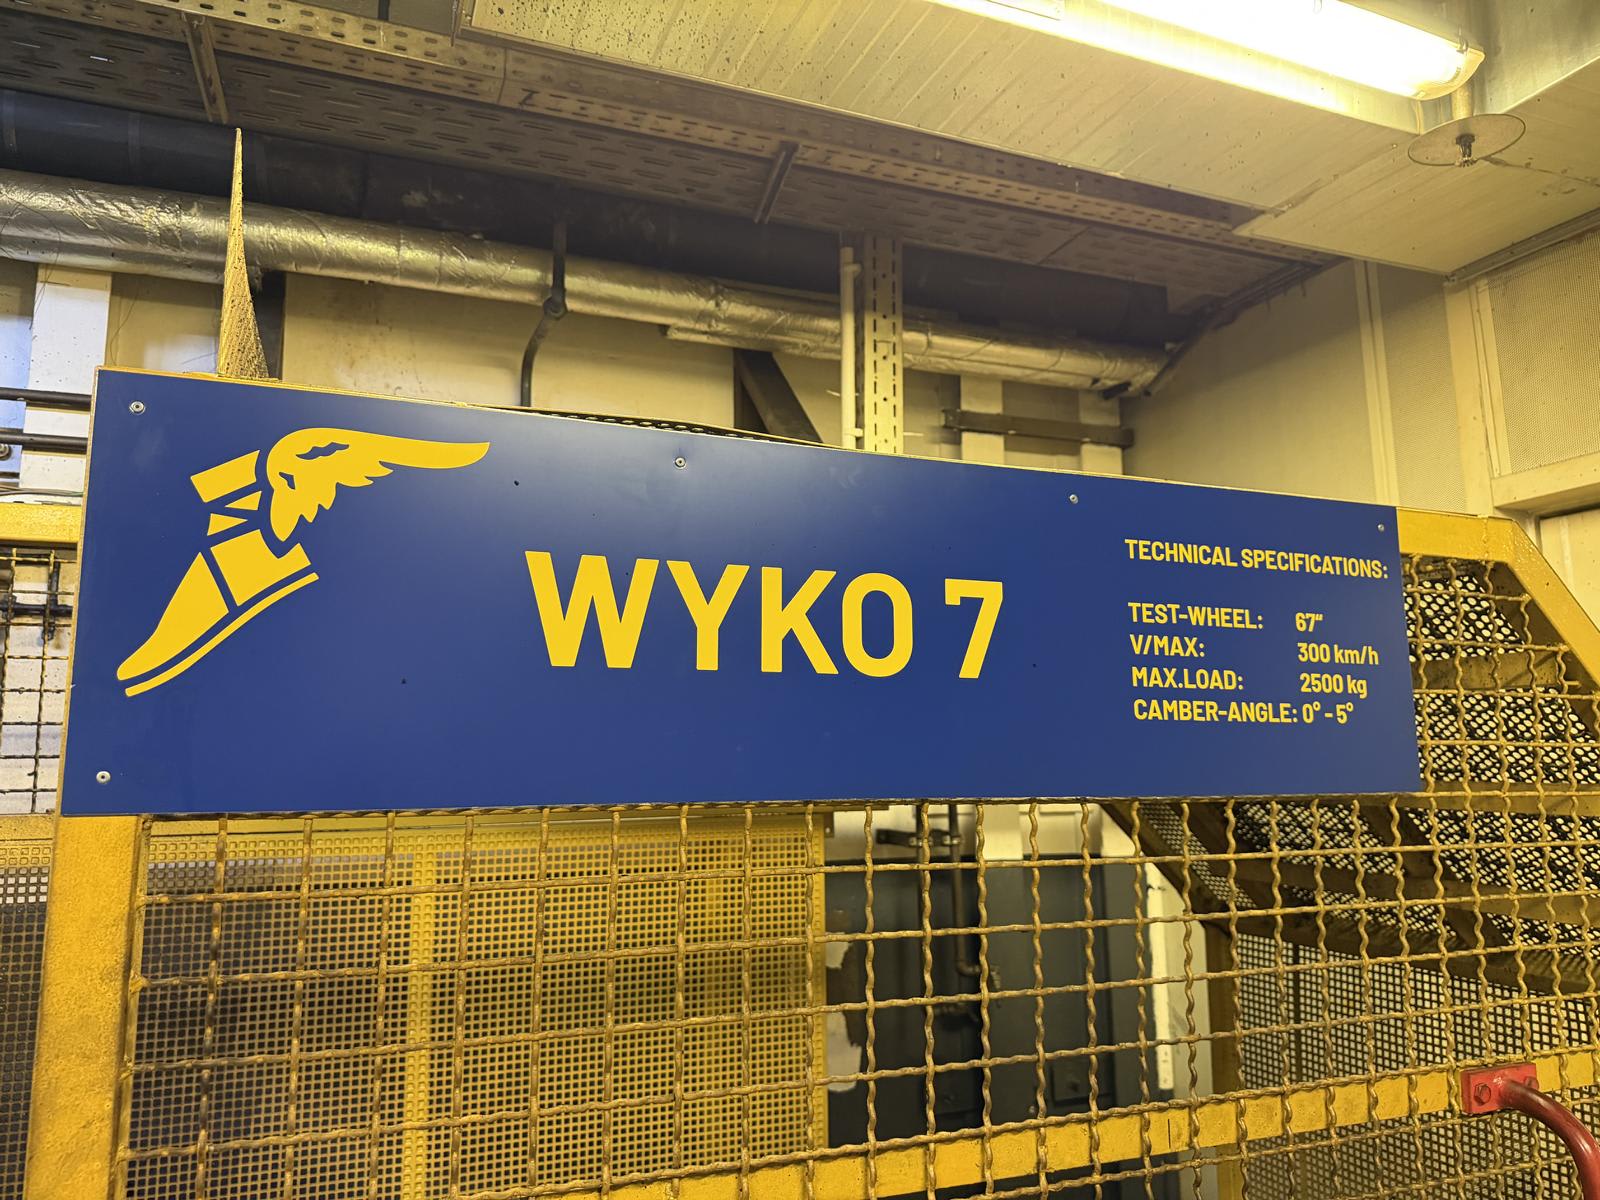 WYKO 7
TECHNICAL SPECIFICATIONS:
TEST-WHEEL: 67"
V/MAX: 300 km/h
MAX.LOAD: 2500 kg
CAMBER-ANGLE: 0° - 5°